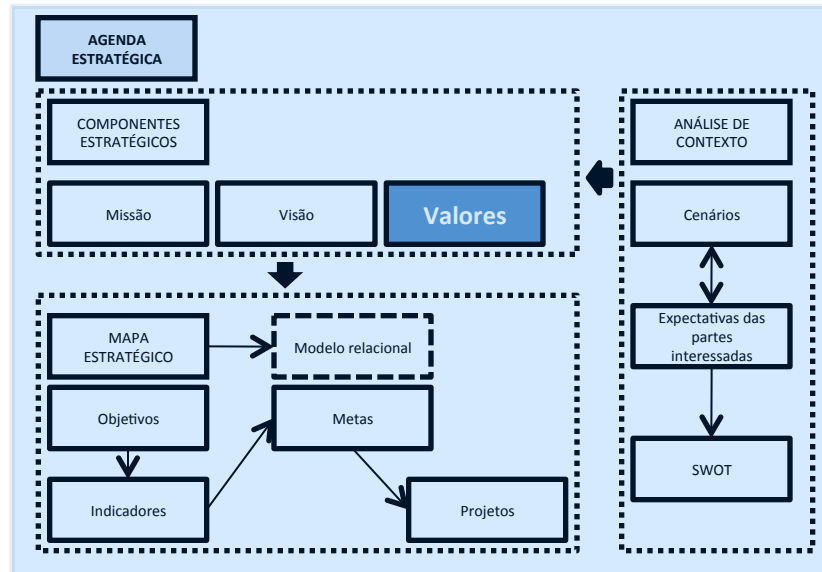 AGENDA
ESTRATÉGICA
COMPONENTES
ESTRATÉGICOS
Missão
Visão
Valores
ANÁLISE DE
CONTEXTO
Cenários
Expectativas das
partes
interessadas
SWOT
MAPA
ESTRATÉGICO
Modelo relacional
Objetivos
Metas
Indicadores
Projetos